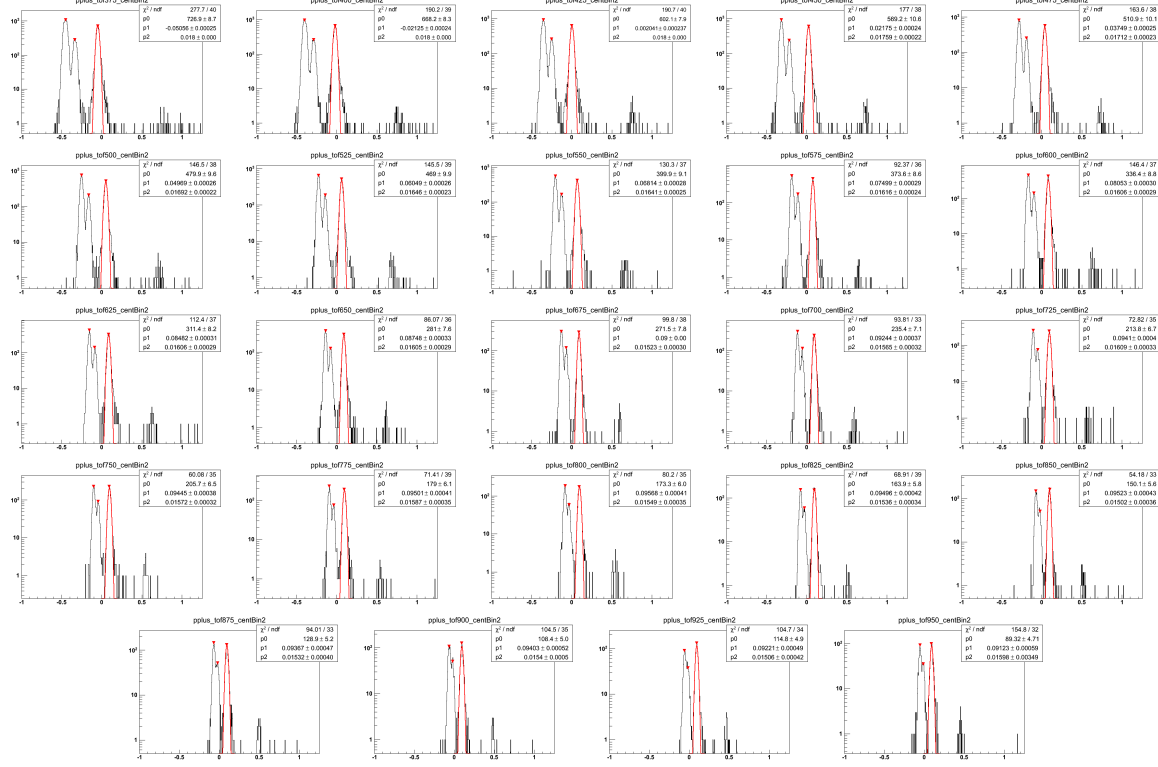 pplus_tof375_centBin2
χ² / ndf 277.7 / 40
p0 726.9 ± 8.7
p1 -0.05056 ± 0.00025
p2 0.018 ± 0.000
pplus_tof400_centBin2
χ² / ndf 190.2 / 39
p0 668.2 ± 8.3
p1 -0.02125 ± 0.00024
p2 0.018 ± 0.000
pplus_tof425_centBin2
χ² / ndf 190.7 / 40
p0 602.1 ± 7.9
p1 0.002041 ± 0.000237
p2 0.018 ± 0.000
pplus_tof450_centBin2
χ² / ndf 177 / 38
p0 569.2 ± 10.6
p1 0.02175 ± 0.00024
p2 0.01759 ± 0.00022
pplus_tof475_centBin2
χ² / ndf 163.6 / 38
p0 510.9 ± 10.1
p1 0.03749 ± 0.00025
p2 0.01712 ± 0.00023
pplus_tof500_centBin2
χ² / ndf 146.5 / 38
p0 479.9 ± 9.6
p1 0.04969 ± 0.00026
p2 0.01692 ± 0.00022
pplus_tof525_centBin2
χ² / ndf 145.5 / 39
p0 469 ± 9.9
p1 0.06049 ± 0.00026
p2 0.01646 ± 0.00023
pplus_tof550_centBin2
χ² / ndf 130.3 / 37
p0 399.9 ± 9.1
p1 0.06814 ± 0.00028
p2 0.01641 ± 0.00025
pplus_tof575_centBin2
χ² / ndf 92.37 / 36
p0 373.6 ± 8.6
p1 0.07499 ± 0.00029
p2 0.01616 ± 0.00024
pplus_tof600_centBin2
χ² / ndf 146.4 / 37
p0 336.4 ± 8.8
p1 0.08053 ± 0.00030
p2 0.01606 ± 0.00029
pplus_tof625_centBin2
χ² / ndf 112.4 / 37
p0 311.4 ± 8.2
p1 0.08482 ± 0.00031
p2 0.01606 ± 0.00029
pplus_tof650_centBin2
χ² / ndf 86.07 / 36
p0 281 ± 7.6
p1 0.08748 ± 0.00033
p2 0.01605 ± 0.00029
pplus_tof675_centBin2
χ² / ndf 99.8 / 38
p0 271.5 ± 7.8
p1 0.09 ± 0.00
p2 0.01523 ± 0.00030
pplus_tof700_centBin2
χ² / ndf 93.81 / 33
p0 235.4 ± 7.1
p1 0.09244 ± 0.00037
p2 0.01565 ± 0.00032
pplus_tof725_centBin2
χ² / ndf 72.82 / 35
p0 213.8 ± 6.7
p1 0.0941 ± 0.0004
p2 0.01609 ± 0.00033
pplus_tof750_centBin2
χ² / ndf 60.08 / 35
p0 205.7 ± 6.5
p1 0.09445 ± 0.00038
p2 0.01572 ± 0.00032
pplus_tof775_centBin2
χ² / ndf 71.41 / 39
p0 179 ± 6.1
p1 0.09501 ± 0.00041
p2 0.01587 ± 0.00035
pplus_tof800_centBin2
χ² / ndf 80.2 / 35
p0 173.3 ± 6.0
p1 0.09568 ± 0.00041
p2 0.01549 ± 0.00035
pplus_tof825_centBin2
χ² / ndf 68.91 / 39
p0 163.9 ± 5.8
p1 0.09496 ± 0.00042
p2 0.01536 ± 0.00034
pplus_tof850_centBin2
χ² / ndf 54.18 / 33
p0 150.1 ± 5.6
p1 0.09523 ± 0.00043
p2 0.01502 ± 0.00036
pplus_tof875_centBin2
χ² / ndf 94.01 / 33
p0 128.9 ± 5.2
p1 0.09367 ± 0.00047
p2 0.01532 ± 0.00040
pplus_tof900_centBin2
χ² / ndf 104.5 / 35
p0 108.4 ± 5.0
p1 0.09403 ± 0.00052
p2 0.0154 ± 0.0005
pplus_tof925_centBin2
χ² / ndf 104.7 / 34
p0 114.8 ± 4.9
p1 0.09221 ± 0.00049
p2 0.01506 ± 0.00042
pplus_tof950_centBin2
χ² / ndf 154.8 / 32
p0 89.32 ± 4.71
p1 0.09123 ± 0.00059
p2 0.01598 ± 0.00349